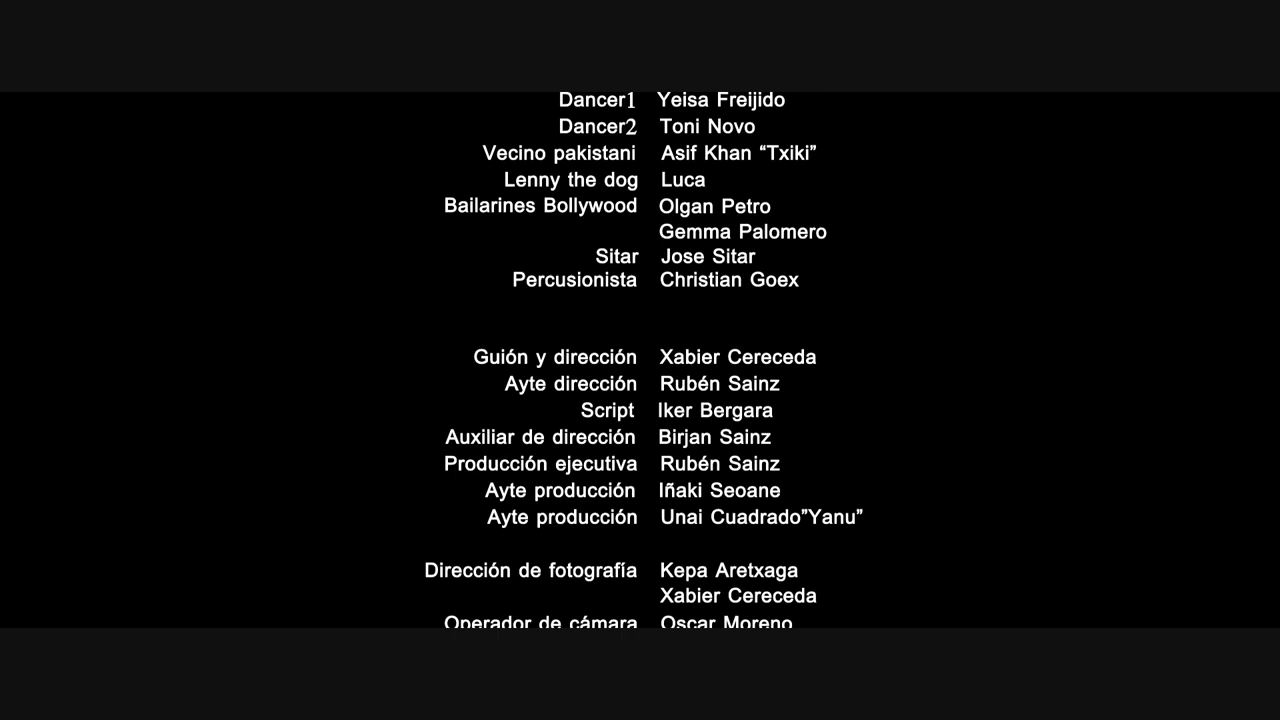 Dancer1 Yeisa Freijido
Dancer2 Toni Novo
Vecino pakistani Asif Khan “Txiki”
Lenny the dog Luca
Bailarines Bollywood Olgan Petro
Gemma Palomero
Sitar Jose Sitar
Percusionista Christian Goex
Guión y dirección Xabier Cereceda
Ayte dirección Rubén Sainz
Script Iker Bergara
Auxiliar de dirección Birjan Sainz
Producción ejecutiva Rubén Sainz
Ayte producción Iñaki Seoane
Ayte producción Unai Cuadrado”Yanu”
Dirección de fotografía Kepa Aretxaga
Xabier Cereceda
Operador de cámara Oscar Moreno